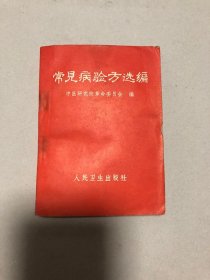 常见病验方选编
中医研究院革命委员会 编
人民卫生出版社